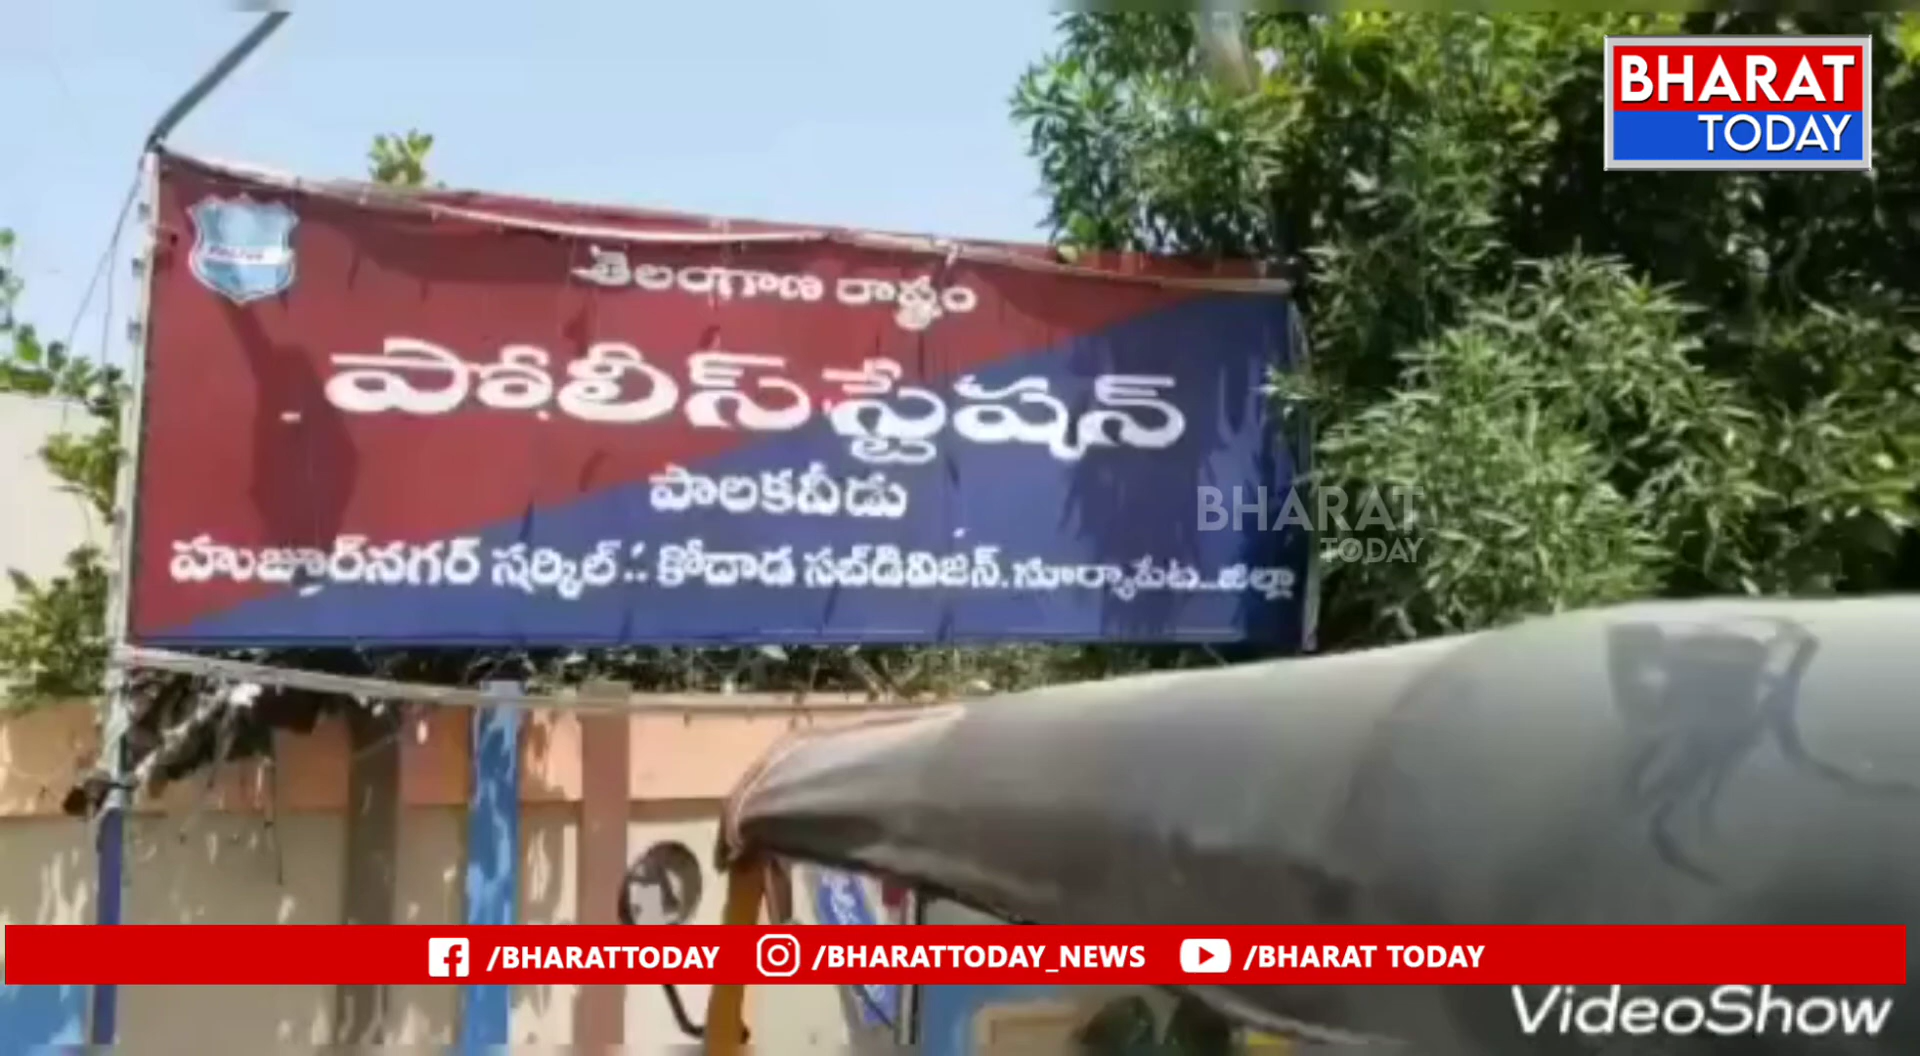 BHARAT
TODAY
తెలంగాణ రాష్ట్రం
పోలీస్ స్టేషన్
పాలకవీడు
హుజూర్‌నగర్ సర్కిల్.: కోదాడ సబ్‌డివిజన్. సూర్యాపేట..జిల్లా
BHARAT
TODAY
/BHARATTODAY /BHARATTODAY_NEWS /BHARAT TODAY
VideoShow